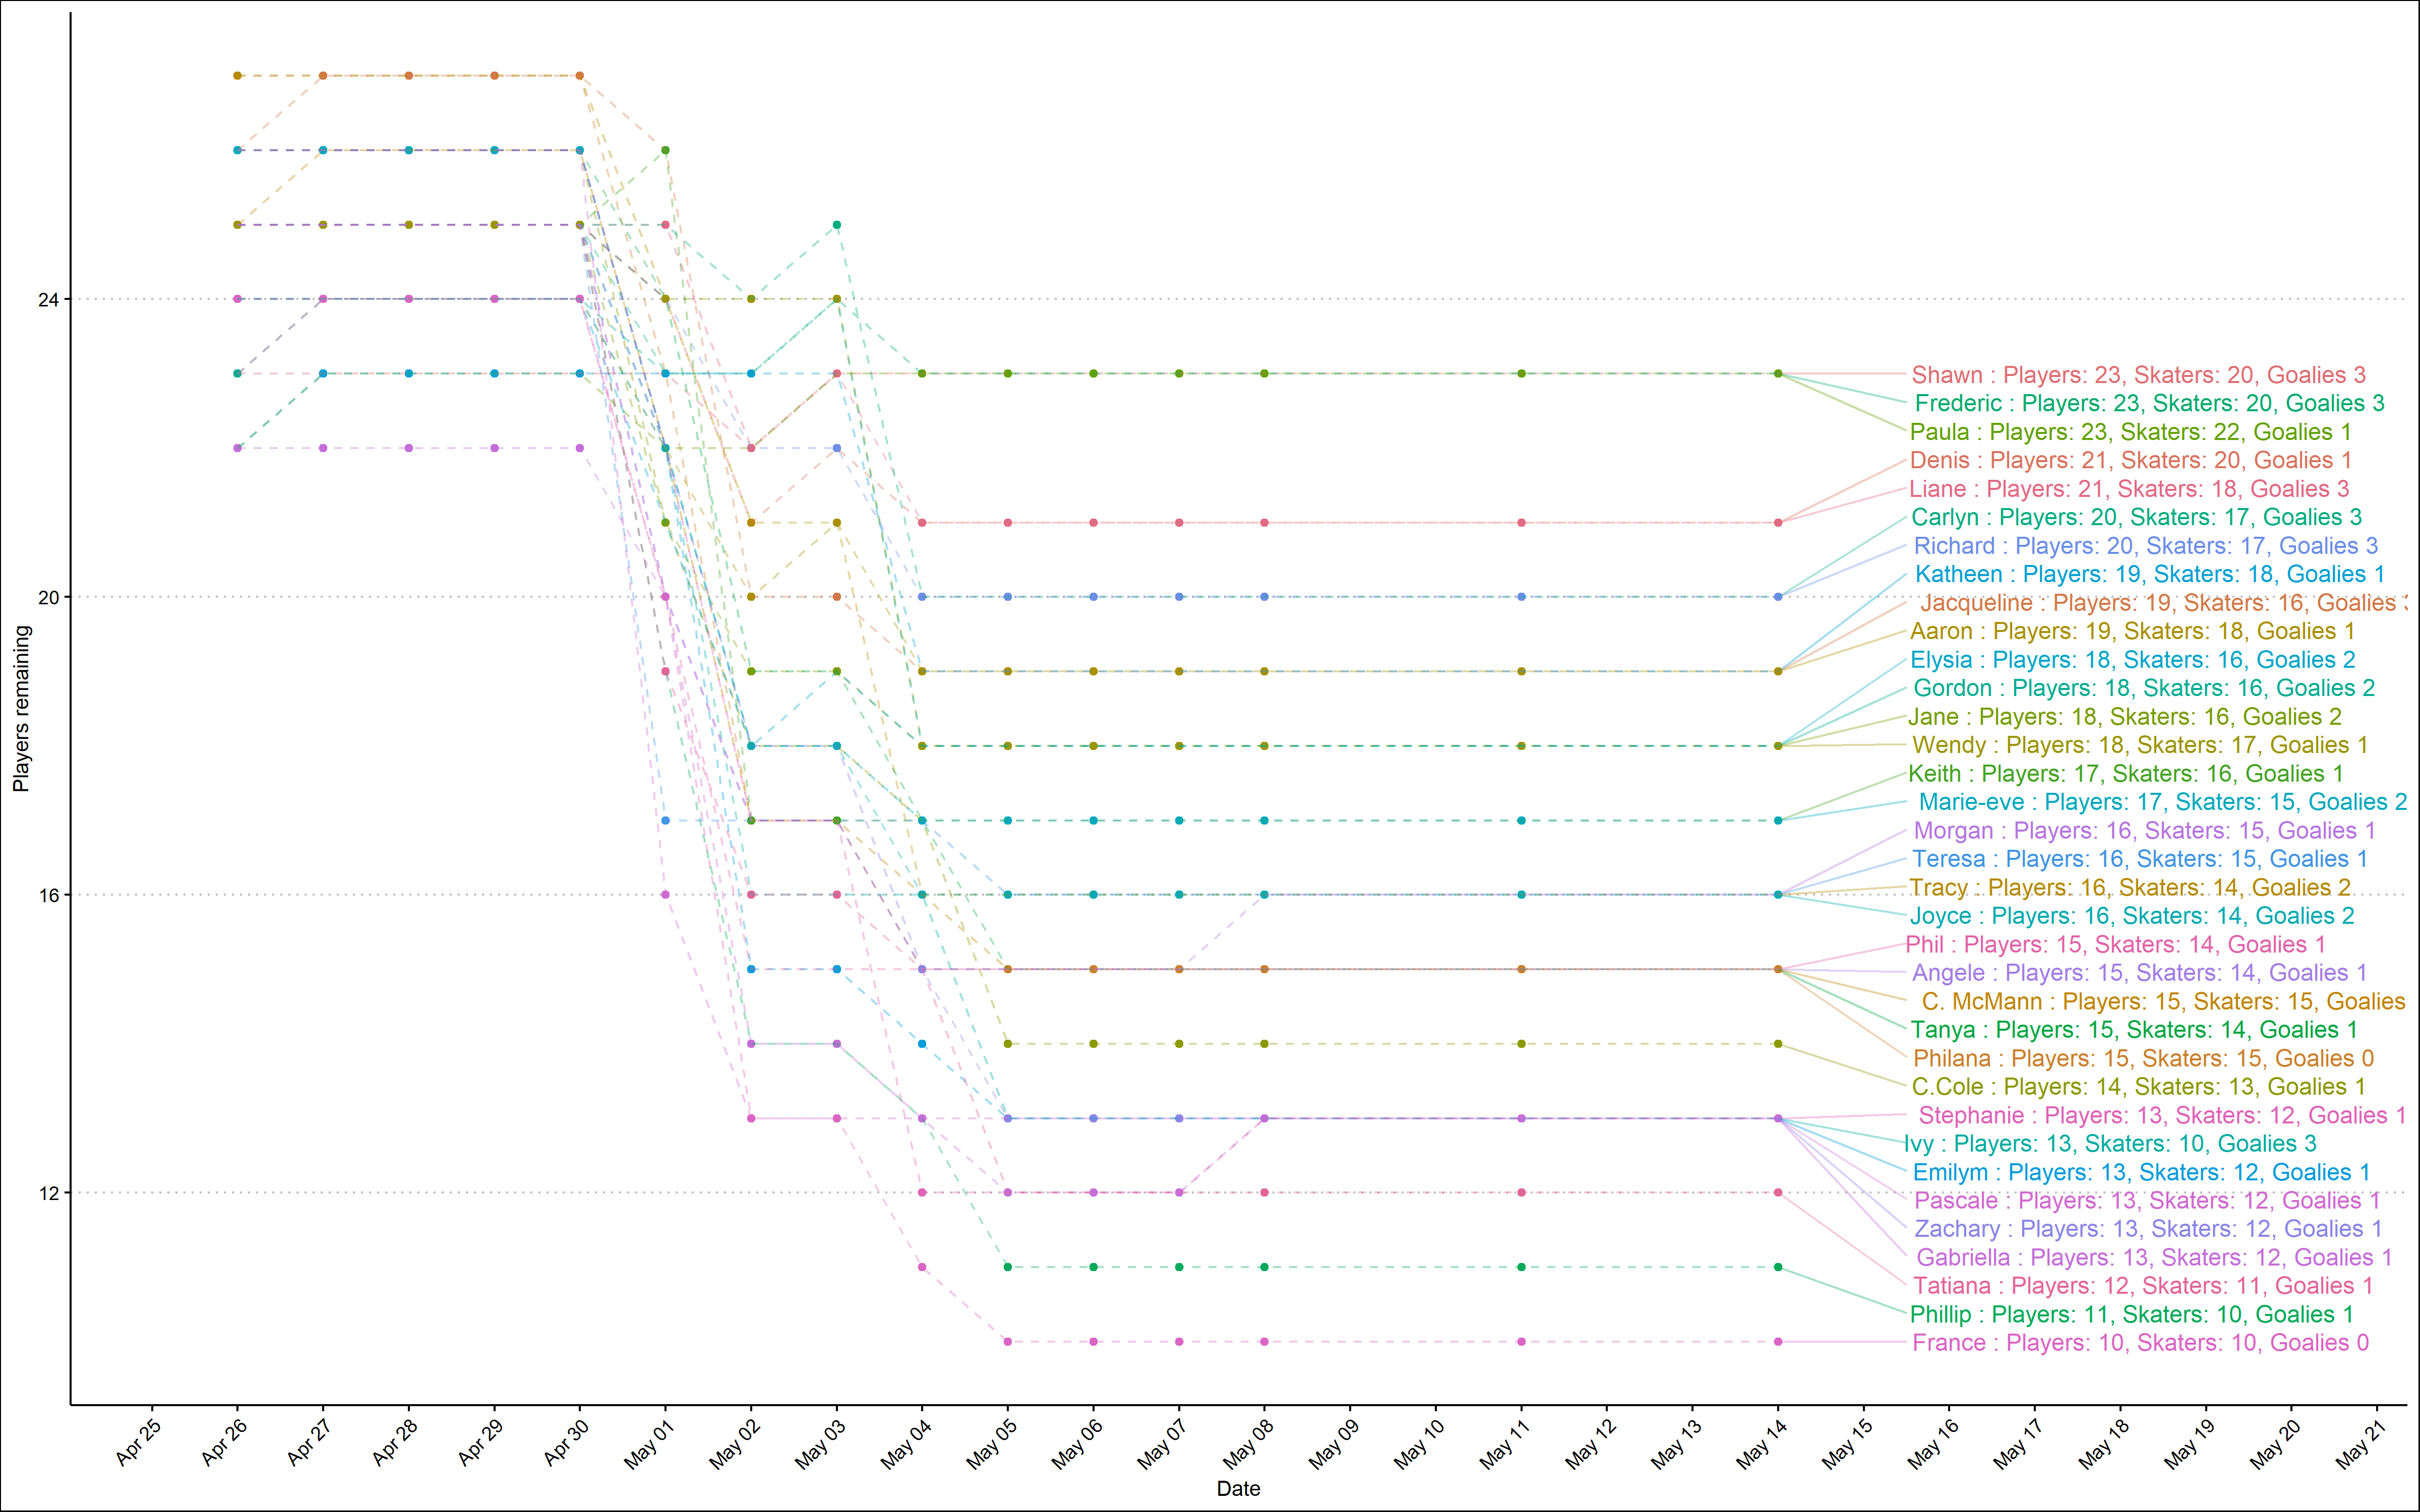 24
20
16
12
Players remaining
Shawn : Players: 23, Skaters: 20, Goalies 3
Frederic : Players: 23, Skaters: 20, Goalies 3
Paula : Players: 23, Skaters: 22, Goalies 1
Denis : Players: 21, Skaters: 20, Goalies 1
Liane : Players: 21, Skaters: 18, Goalies 3
Carlyn : Players: 20, Skaters: 17, Goalies 3
Richard : Players: 20, Skaters: 17, Goalies 3
Katheen : Players: 19, Skaters: 18, Goalies 1
Jacqueline : Players: 19, Skaters: 16, Goalies
Aaron : Players: 19, Skaters: 18, Goalies 1
Elysia : Players: 18, Skaters: 16, Goalies 2
Gordon : Players: 18, Skaters: 16, Goalies 2
Jane : Players: 18, Skaters: 16, Goalies 2
Wendy : Players: 18, Skaters: 17, Goalies 1
Keith : Players: 17, Skaters: 16, Goalies 1
Marie-eve : Players: 17, Skaters: 15, Goalies 2
Morgan : Players: 16, Skaters: 15, Goalies 1
Teresa : Players: 16, Skaters: 15, Goalies 1
Tracy : Players: 16, Skaters: 14, Goalies 2
Joyce : Players: 16, Skaters: 14, Goalies 2
Phil : Players: 15, Skaters: 14, Goalies 1
Angele : Players: 15, Skaters: 14, Goalies 1
C. McMann : Players: 15, Skaters: 15, Goalies
Tanya : Players: 15, Skaters: 14, Goalies 1
Philana : Players: 15, Skaters: 15, Goalies 0
C.Cole : Players: 14, Skaters: 13, Goalies 1
Stephanie : Players: 13, Skaters: 12, Goalies 1
Ivy : Players: 13, Skaters: 10, Goalies 3
Emilym : Players: 13, Skaters: 12, Goalies 1
Pascale : Players: 13, Skaters: 12, Goalies 1
Zachary : Players: 13, Skaters: 12, Goalies 1
Gabriella : Players: 13, Skaters: 12, Goalies 1
Tatiana : Players: 12, Skaters: 11, Goalies 1
Phillip : Players: 11, Skaters: 10, Goalies 1
France : Players: 10, Skaters: 10, Goalies 0
Apr 25
Apr 26
Apr 27
Apr 28
Apr 29
Apr 30
May 01
May 02
May 03
May 04
May 05
May 06
May 07
May 08
May 09
May 10
May 11
May 12
May 13
May 14
May 15
May 16
May 17
May 18
May 19
May 20
May 21
Date